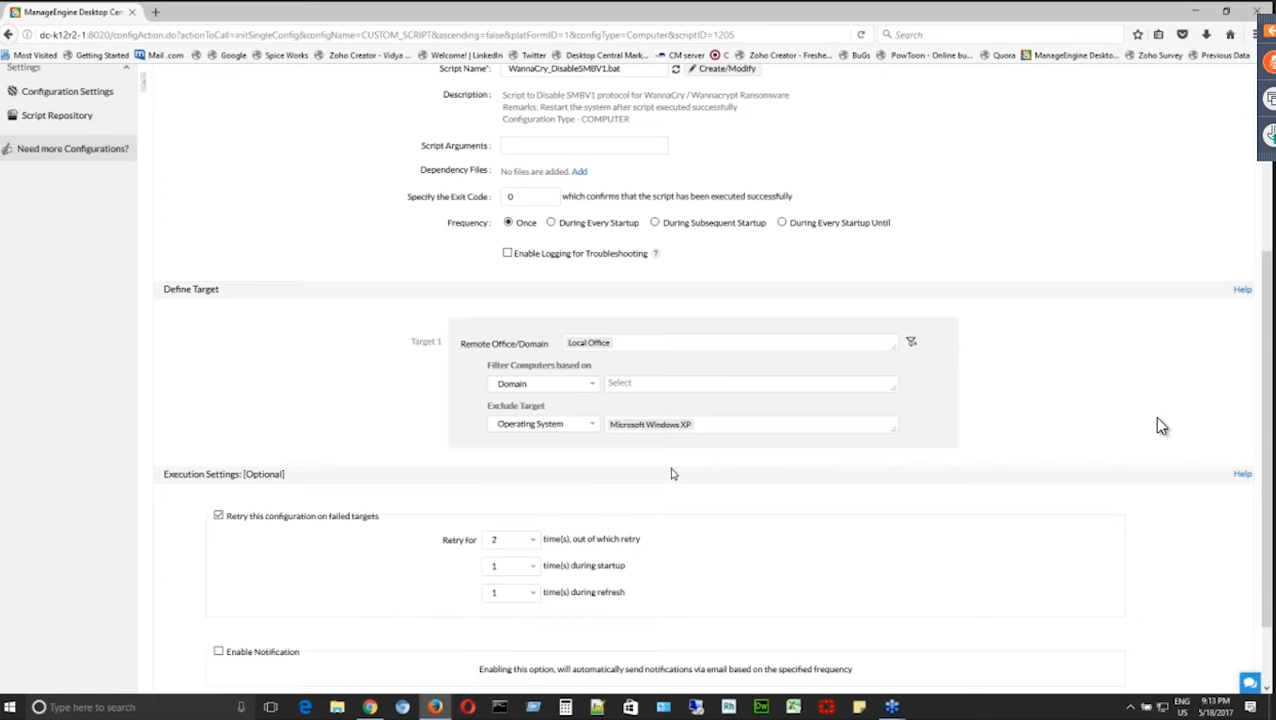 ManageEngine Desktop Cen
dc-k12r2-1:8020/configAction.do?actionToCall=initSingleConfig&configName=CUSTOM_SCRIPT&ascending=false&platFormID=1&configType=Computer&scriptID=1205
Search
Most Visited Getting Started Mail .com Google Spice Works Zoho Creator - Vidya ... Welcome! | LinkedIn Twitter Desktop Central Mark... CM server C Zoho Creator - Freshe... BuGs PowToon - Whiteboa... Quora ManageEngine Deskto... Zoho Survey Previous Data
Settings
Configuration Settings
Script Repository
Need more Configurations?
Script Name*: WannaCry_DisableSMBV1.bat Create/Modify
Description: Script to Disable SMBV1 protocol for WannaCry / Wannacrypt Ransomware
Remarks: Restart the system after script executed successfully
Configuration Type - COMPUTER
Script Arguments :
Dependency Files : No files are added. Add
Specify the Exit Code : 0 which confirms that the script has been executed successfully
Frequency : Once During Every Startup During Subsequent Startup During Every Startup Until
Enable Logging for Troubleshooting ?
Define Target Help
Target 1 Remote Office/Domain Local Office
Filter Computers based on
Domain Select
Exclude Target
Operating System Microsoft Windows XP
Execution Settings: [Optional] Help
Retry this configuration on failed targets
Retry for 2 time(s), out of which retry
1 time(s) during startup
1 time(s) during refresh
Enable Notification
Enabling this option, will automatically send notifications via email based on the specified frequency
Type here to search
ENG 9:13 PM
US 5/18/2017